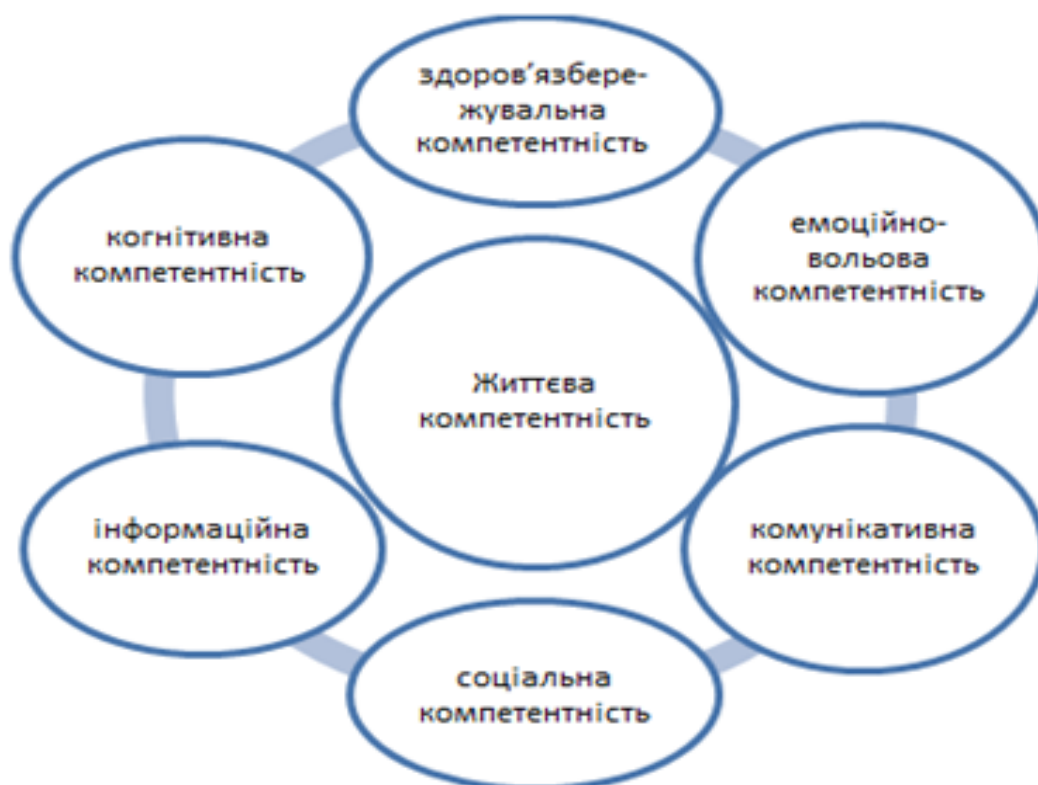 здоров’язбере-
жувальна
компетентність
когнітивна
компетентність
емоційно-
вольова
компетентність
Життєва
компетентність
інформаційна
компетентність
комунікативна
компетентність
соціальна
компетентність